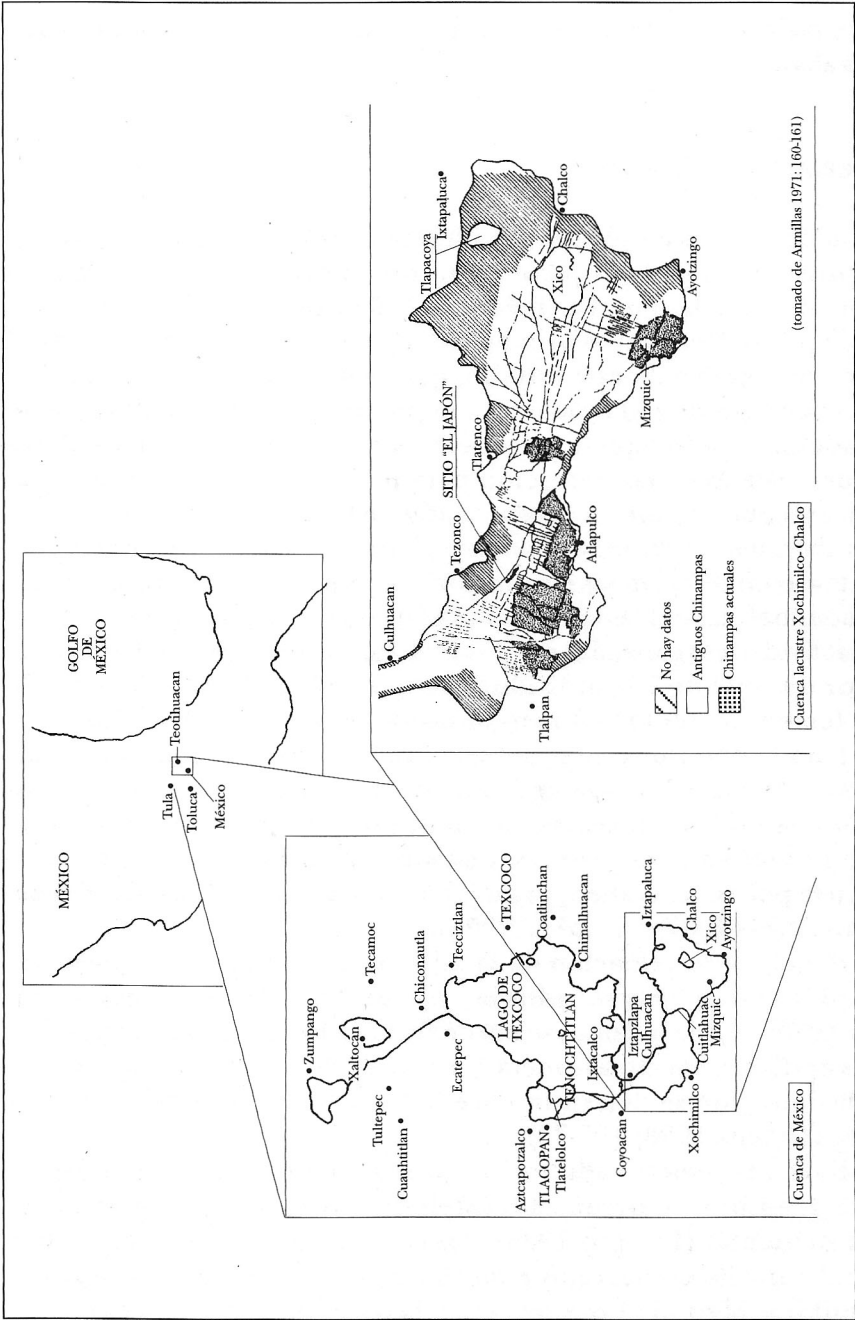 MÉXICO
GOLFO
DE
MÉXICO
Tula
Teotihuacan
Toluca
México
Zumpango
Xaltocán
Tecamoc
Tultepec
Cuauhtitlan
Chiconautla
Ecatepec
Tecciztlan
LAGO DE
TEXCOCO
TEXCOCO
Coatlinchan
Chimalhuacan
Aztcapotzalco
TLACOPAN
Tlatelolco
TENOCHTITLAN
Ixtacalco
Coyoacan
Iztapzlapa
Culhuacan
Iztapaluca
Chalco
Xico
Ayotzingo
Cuitlahuac
Mizquic
Xochimilco
Cuenca de México
Culhuacan
Tezonco
SITIO "EL JAPÓN"
Tlatenco
Tlapacoya
Ixtapaluca
Chalco
Xico
Ayotzingo
Mizquic
Atlapulco
Tlalpan
No hay datos
Antiguos Chinampas
Chinampas actuales
Cuenca lacustre Xochimilco- Chalco
(tomado de Armillas 1971: 160-161)